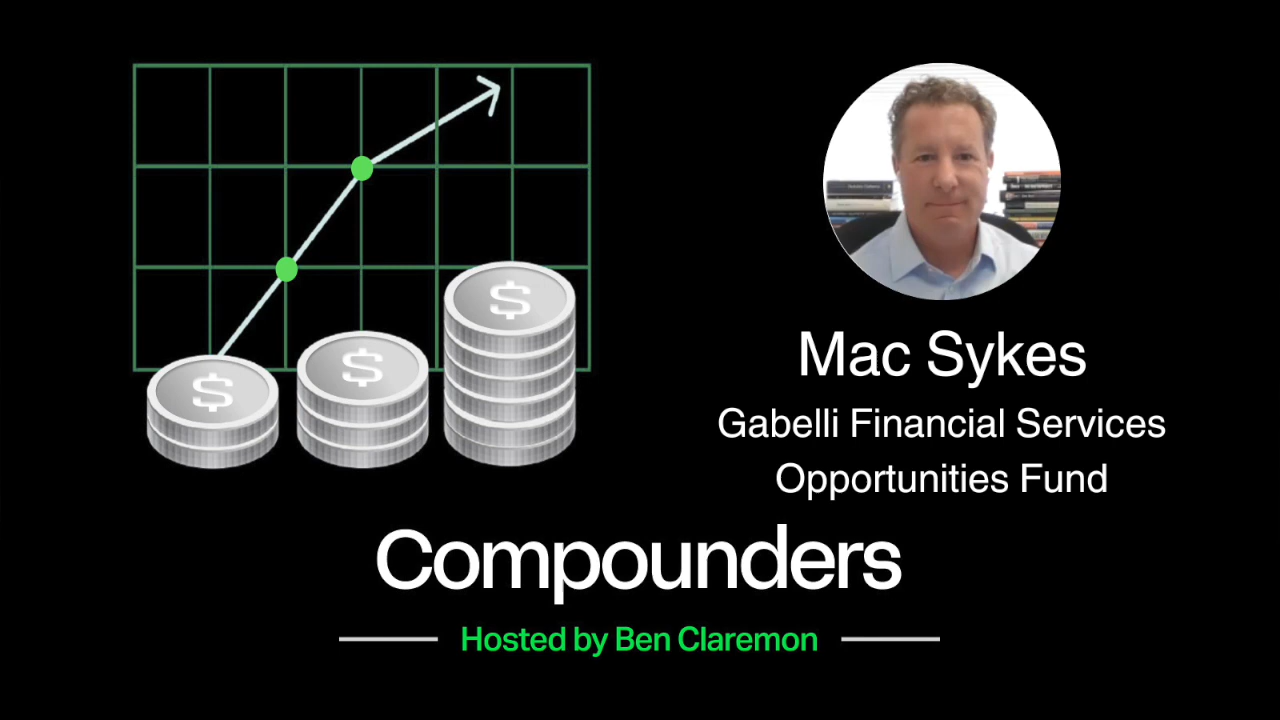 $
$
$
Mac Sykes
Gabelli Financial Services
Opportunities Fund
Compounders
Hosted by Ben Claremon